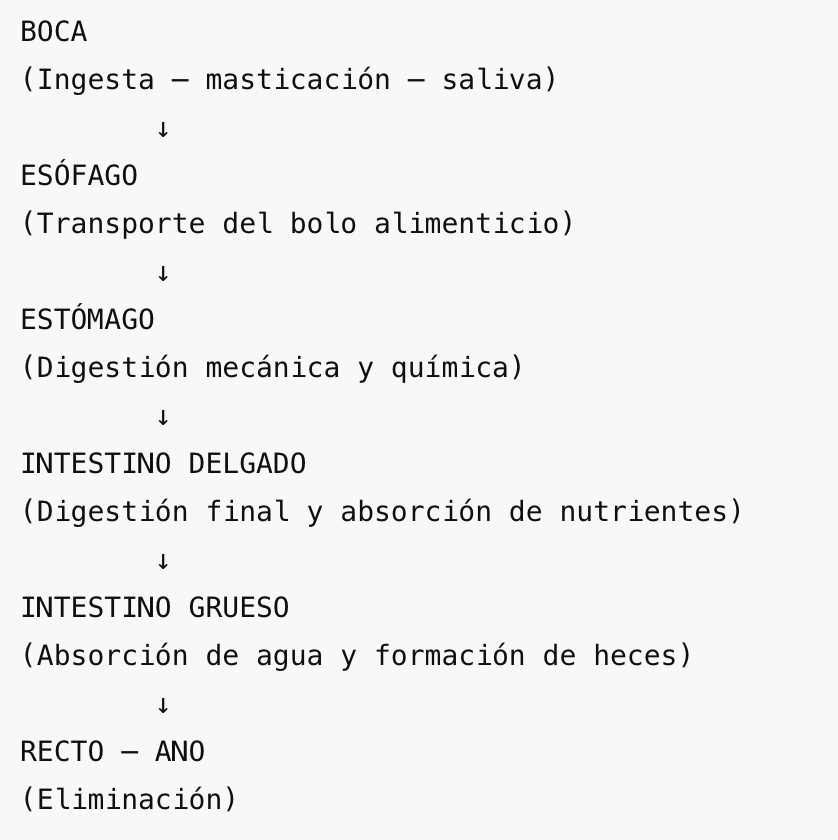 BOCA
(Ingesta – masticación – saliva)
↓
ESÓFAGO
(Transporte del bolo alimenticio)
↓
ESTÓMAGO
(Digestión mecánica y química)
↓
INTESTINO DELGADO
(Digestión final y absorción de nutrientes)
↓
INTESTINO GRUESO
(Absorción de agua y formación de heces)
↓
RECTO – ANO
(Eliminación)